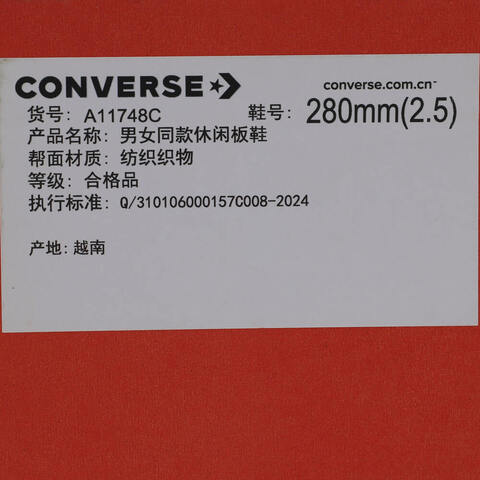 CONVERSE
converse.com.cn™
货号: A11748C 鞋号: 280mm(2.5)
产品名称: 男女同款休闲板鞋
帮面材质: 纺织织物
等级: 合格品
执行标准: Q/310106000157C008-2024
产地: 越南